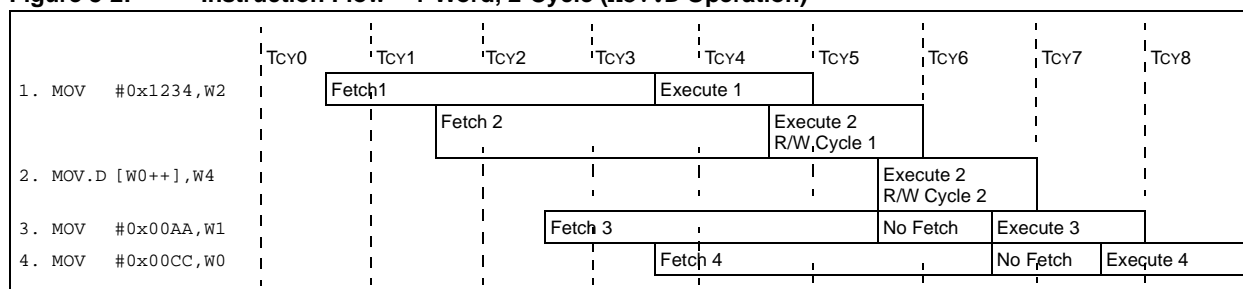 Figure 3-2: Instruction Flow – 1-Word, 2-Cycle (MOV.D Operation)
TCY0 TCY1 TCY2 TCY3 TCY4 TCY5 TCY6 TCY7 TCY8
1. MOV #0x1234,W2 Fetch1 Execute 1
Fetch 2 Execute 2
R/W Cycle 1
2. MOV.D [W0++],W4 Execute 2
R/W Cycle 2
3. MOV #0x00AA,W1 Fetch 3 No Fetch Execute 3
4. MOV #0x00CC,W0 Fetch 4 No Fetch Execute 4